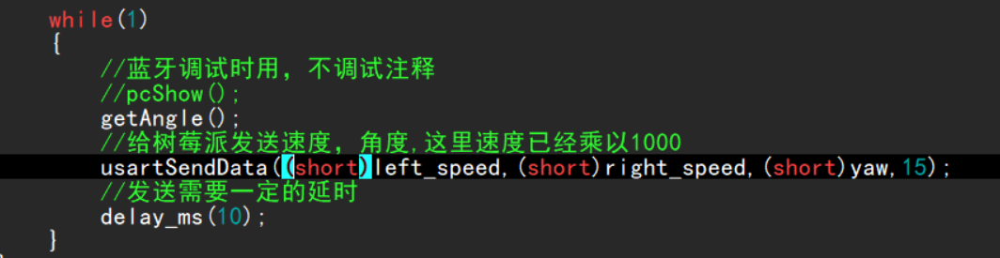 while(1)
{
//蓝牙调试时用，不调试注释
//pcShow();
getAngle();
//给树莓派发送速度，角度,这里速度已经乘以1000
usartSendData((short)left_speed,(short)right_speed,(short)yaw,15);
//发送需要一定的延时
delay_ms(10);
}